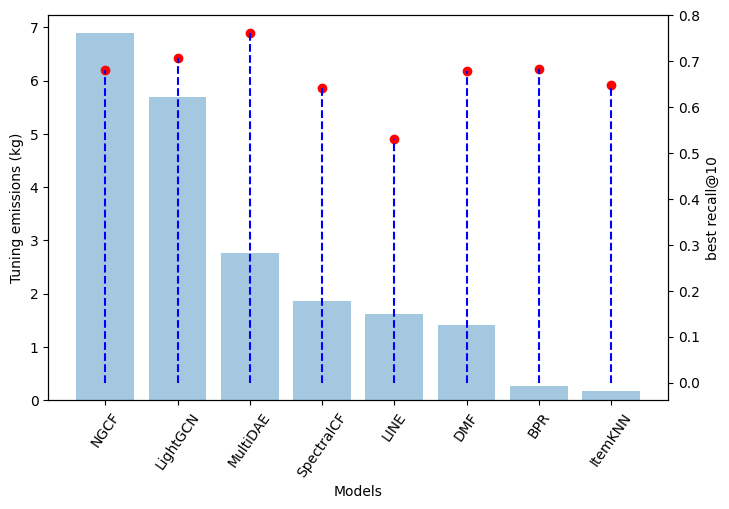 Tuning emissions (kg)
7
6
5
4
3
2
1
0
NGCF
LightGCN
MultiDAE
SpectralCF
LINE
DMF
BPR
ItemKNN
Models
0.8
0.7
0.6
0.5
0.4
0.3
0.2
0.1
0.0
best recall@10